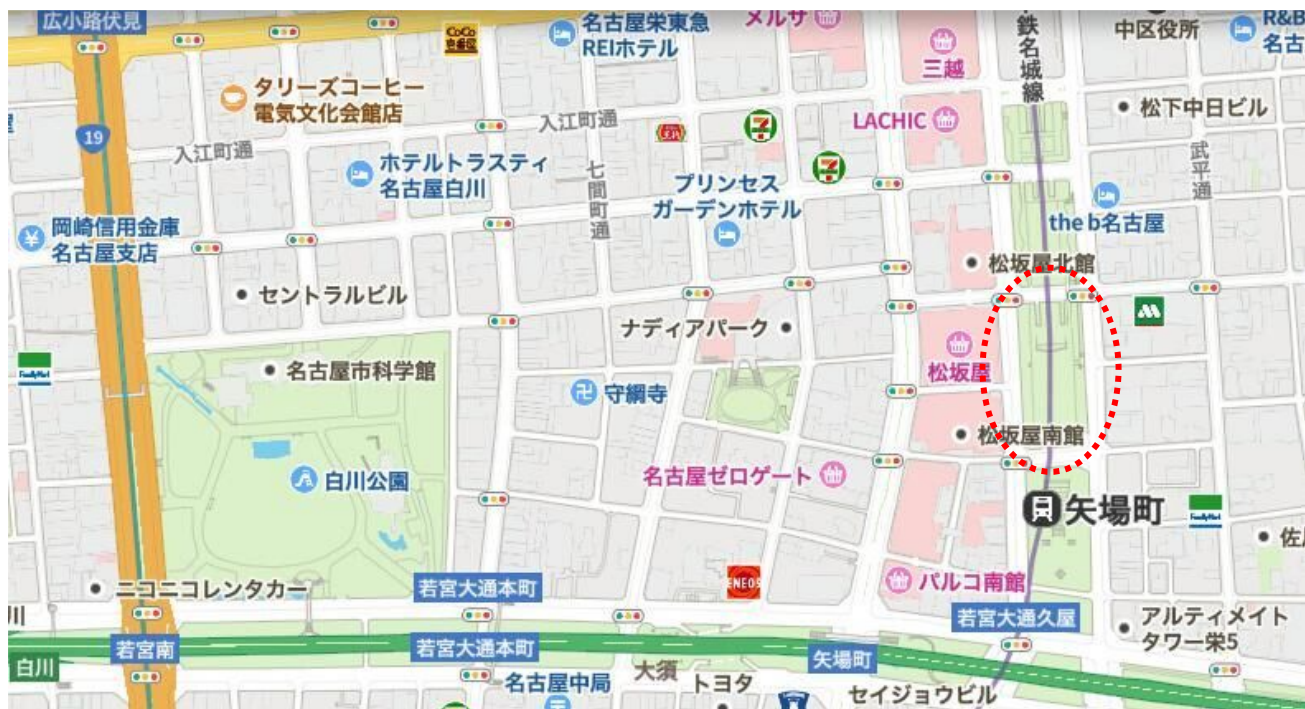 広小路伏見
CoCo壱番屋
名古屋栄東急
REIホテル
メルサ
三越
鉄名城線
中区役所
R&B
名古
タリーズコーヒー
電気文化会館店
入江町通
LACHIC
松下中日ビル
19
入江町通
ホテルトラスティ
名古屋白川
七間町通
プリンセス
ガーデンホテル
武平通
the b名古屋
岡崎信用金庫
名古屋支店
松坂屋北館
セントラルビル
ナディアパーク
松坂屋
FamilyMart
名古屋市科学館
守綱寺
松坂屋南館
白川公園
名古屋ゼロゲート
矢場町
FamilyMart
佐
ニコニコレンタカー
若宮大通本町
ENEOS
パルコ南館
若宮大通久屋
アルティメイト
タワー栄5
川
若宮南
若宮大通本町
矢場町
白川
大須
名古屋中局
トヨタ
セイジョウビル